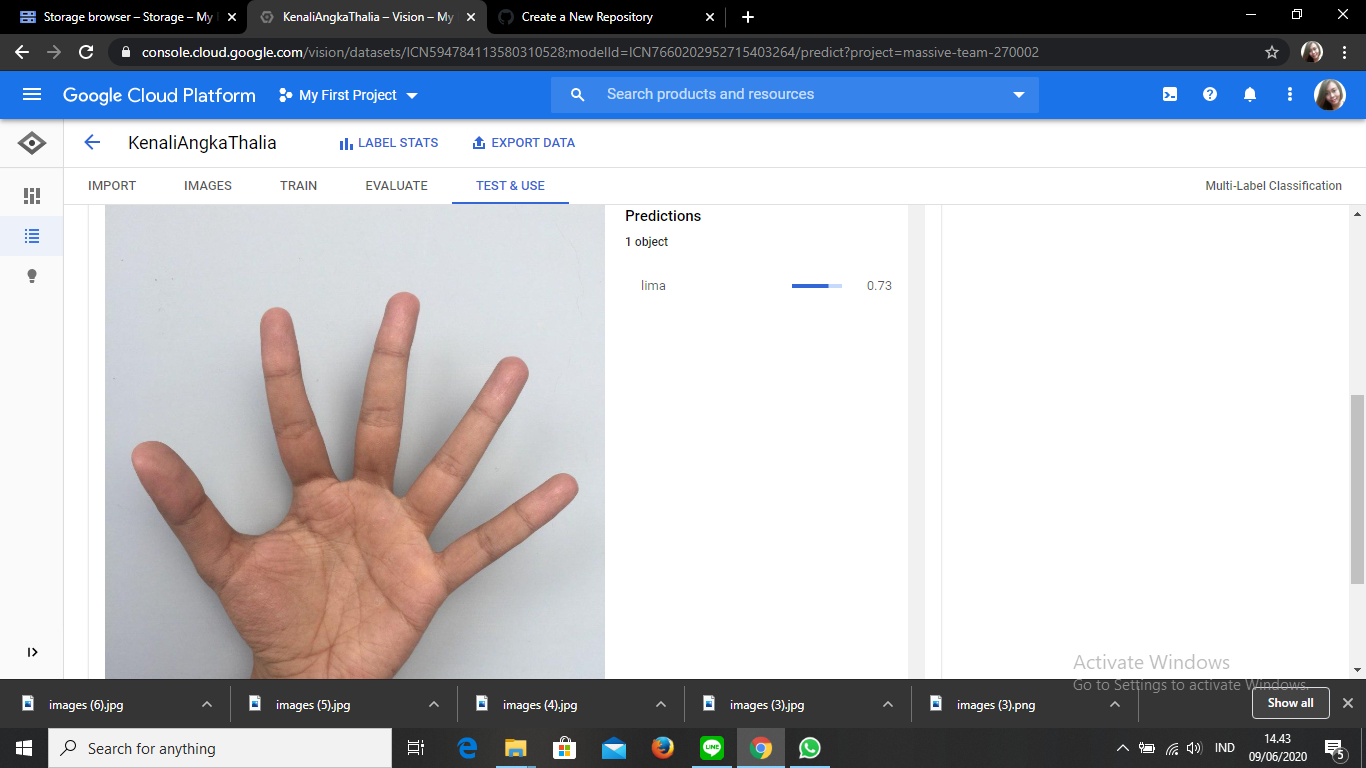 Storage browser – Storage – My
KenaliAngkaThalia – Vision – My
Create a New Repository
console.cloud.google.com/vision/datasets/ICN594784113580310528;modelId=ICN7660202952715403264/predict?project=massive-team-270002
Google Cloud Platform
My First Project
Search products and resources
KenaliAngkaThalia
LABEL STATS
EXPORT DATA
IMPORT
IMAGES
TRAIN
EVALUATE
TEST & USE
Multi-Label Classification
Predictions
1 object
lima
0.73
Activate Windows
Go to Settings to activate Windows.
images (6).jpg
images (5).jpg
images (4).jpg
images (3).jpg
images (3).png
Show all
Search for anything
LINE
IND
14.43
09/06/2020
5